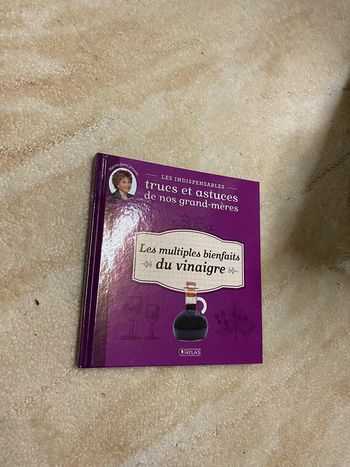 LES INDISPENSABLES
trucs et astuces
de nos grand-mères
Les multiples bienfaits
du vinaigre
ATLAS